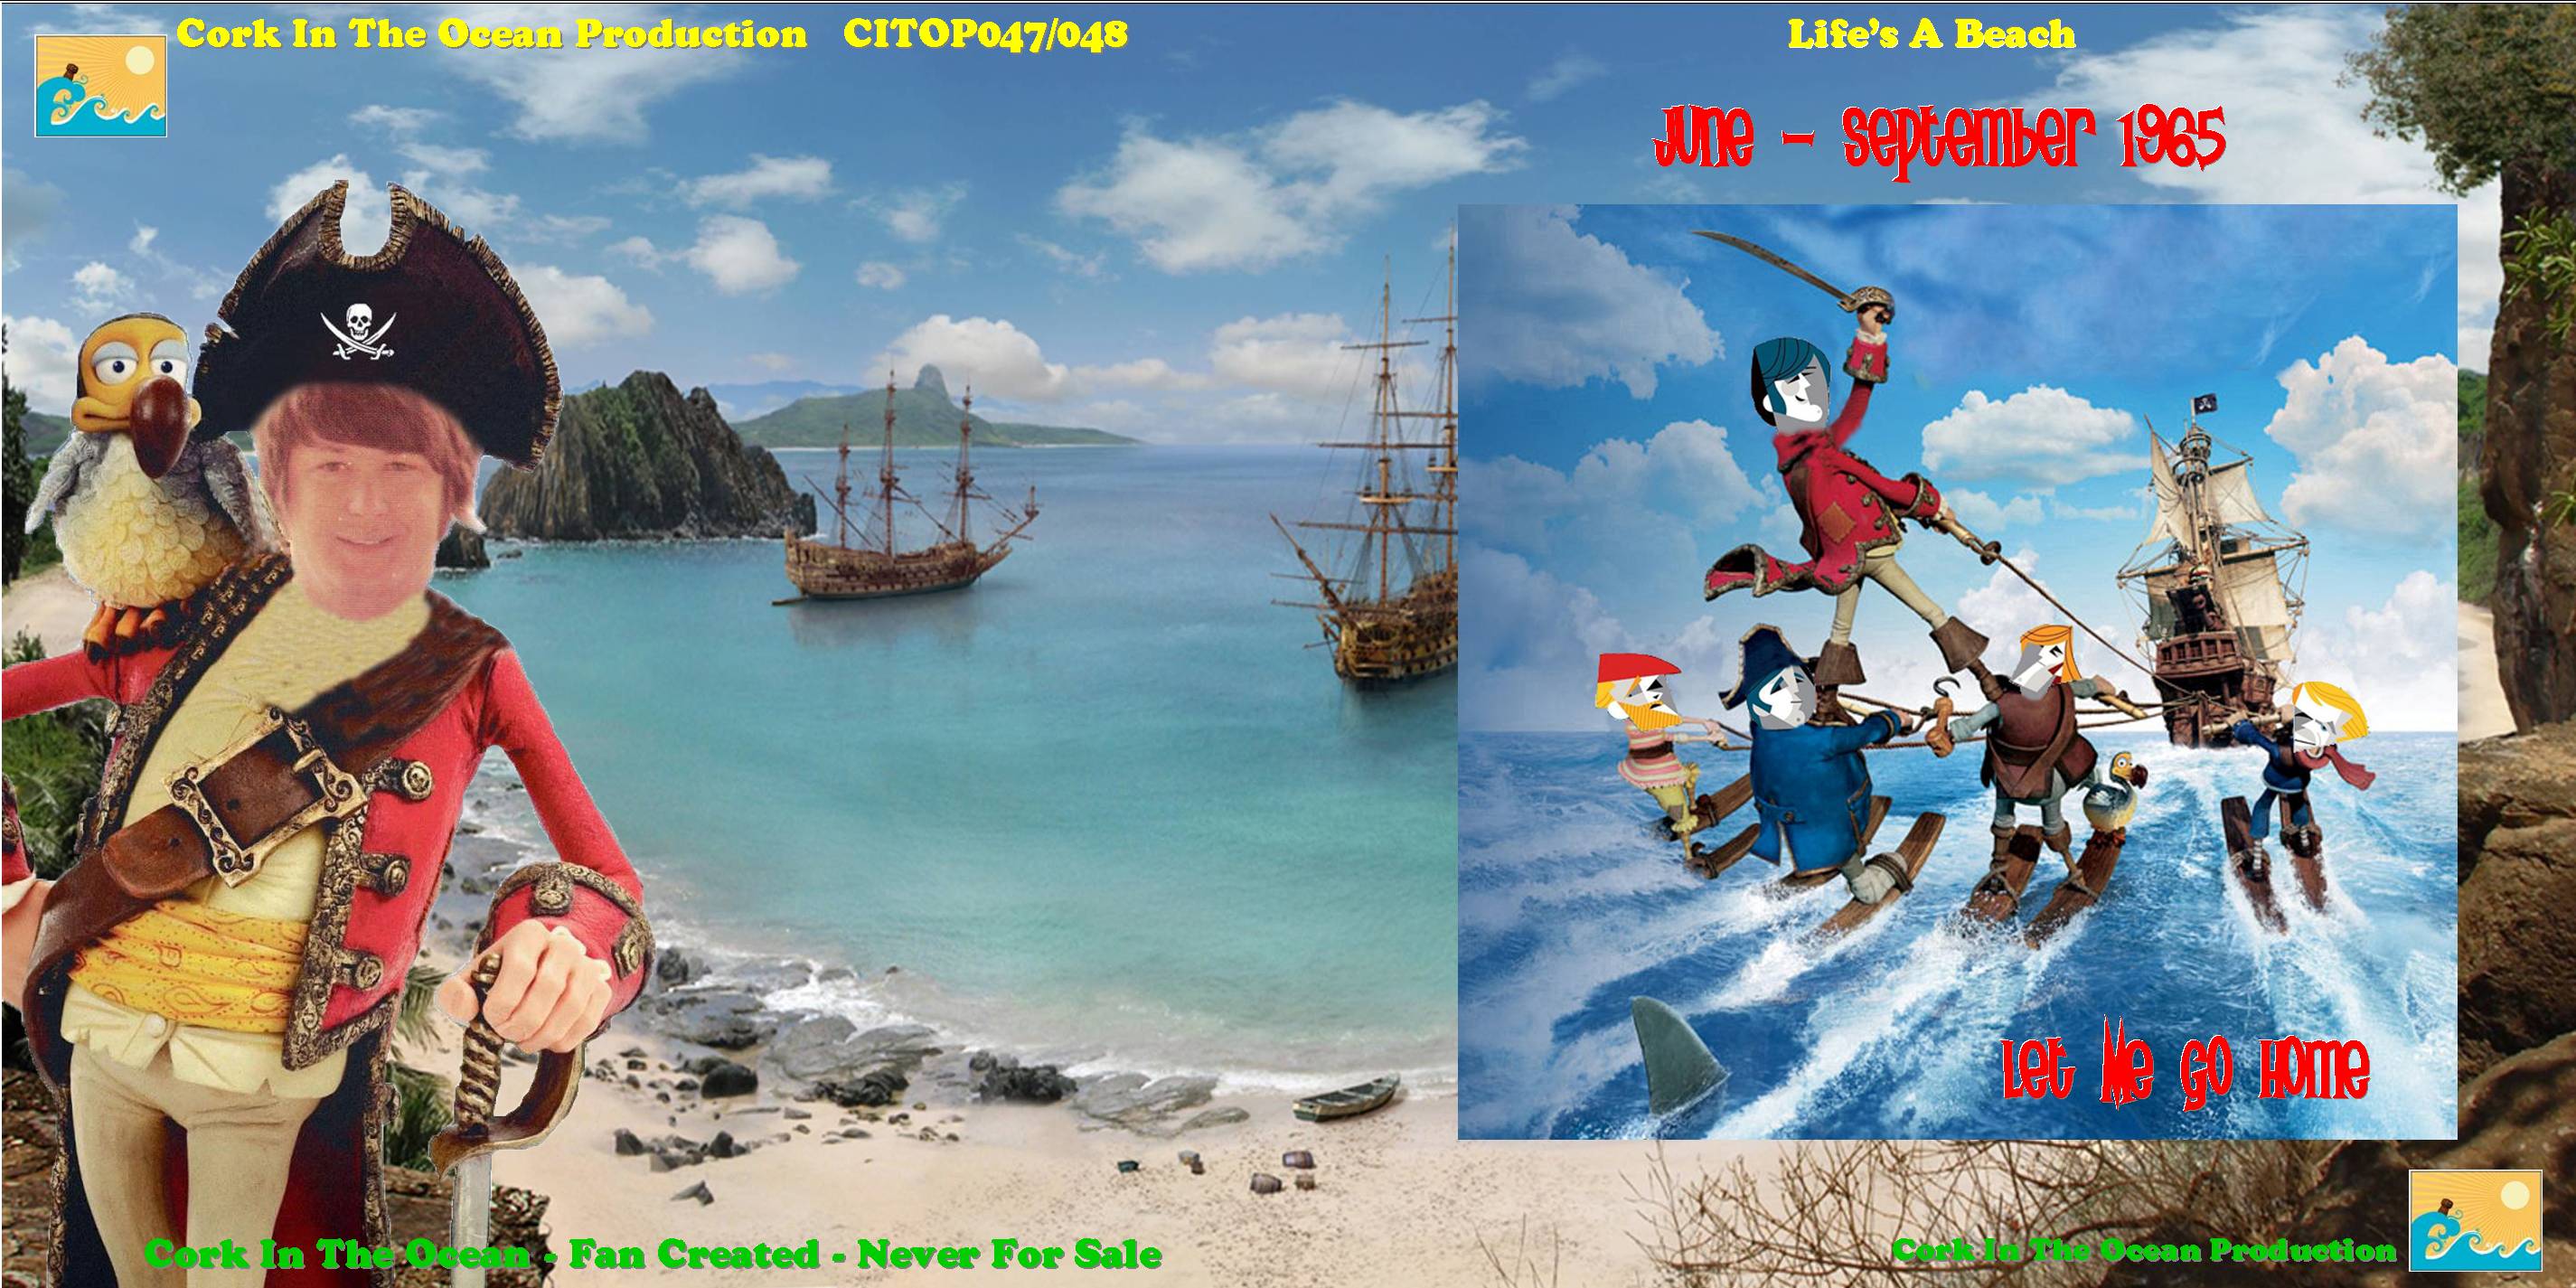 Cork In The Ocean Production CITOP047/048
Life's A Beach
June - September 1965
Let Me Go Home
Cork In The Ocean - Fan Created - Never For Sale
Cork In The Ocean Production